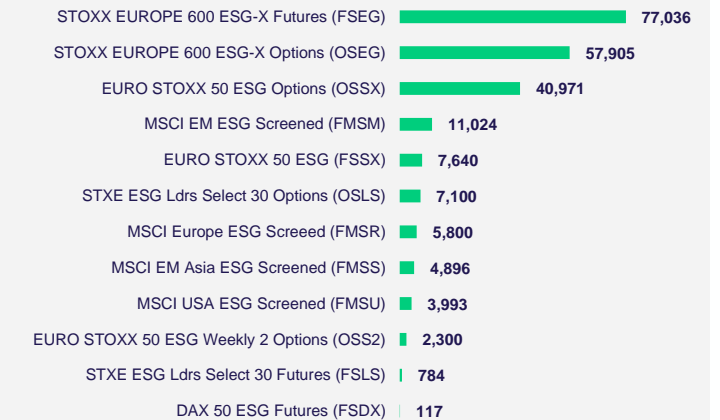 STOXX EUROPE 600 ESG-X Futures (FSEG) 77,036
STOXX EUROPE 600 ESG-X Options (OSEG) 57,905
EURO STOXX 50 ESG Options (OSSX) 40,971
MSCI EM ESG Screened (FMSM) 11,024
EURO STOXX 50 ESG (FSSX) 7,640
STXE ESG Ldrs Select 30 Options (OSLS) 7,100
MSCI Europe ESG Screeed (FMSR) 5,800
MSCI EM Asia ESG Screened (FMSS) 4,896
MSCI USA ESG Screened (FMSU) 3,993
EURO STOXX 50 ESG Weekly 2 Options (OSS2) 2,300
STXE ESG Ldrs Select 30 Futures (FSLS) 784
DAX 50 ESG Futures (FSDX) 117